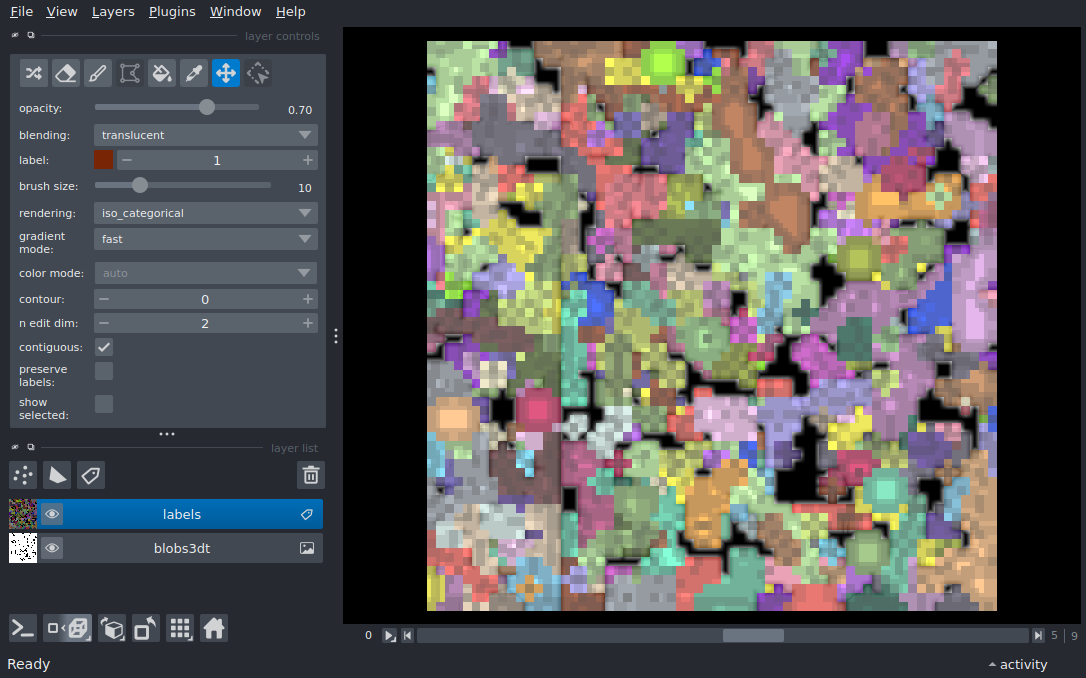 File View Layers Plugins Window Help
layer controls
opacity: 0.70
blending: translucent
label: 1
brush size: 10
rendering: iso_categorical
gradient
mode: fast
color mode: auto
contour: 0
n edit dim: 2
contiguous:
preserve
labels:
show
selected:
layer list
labels
blobs3dt
0 5 | 9
Ready activity